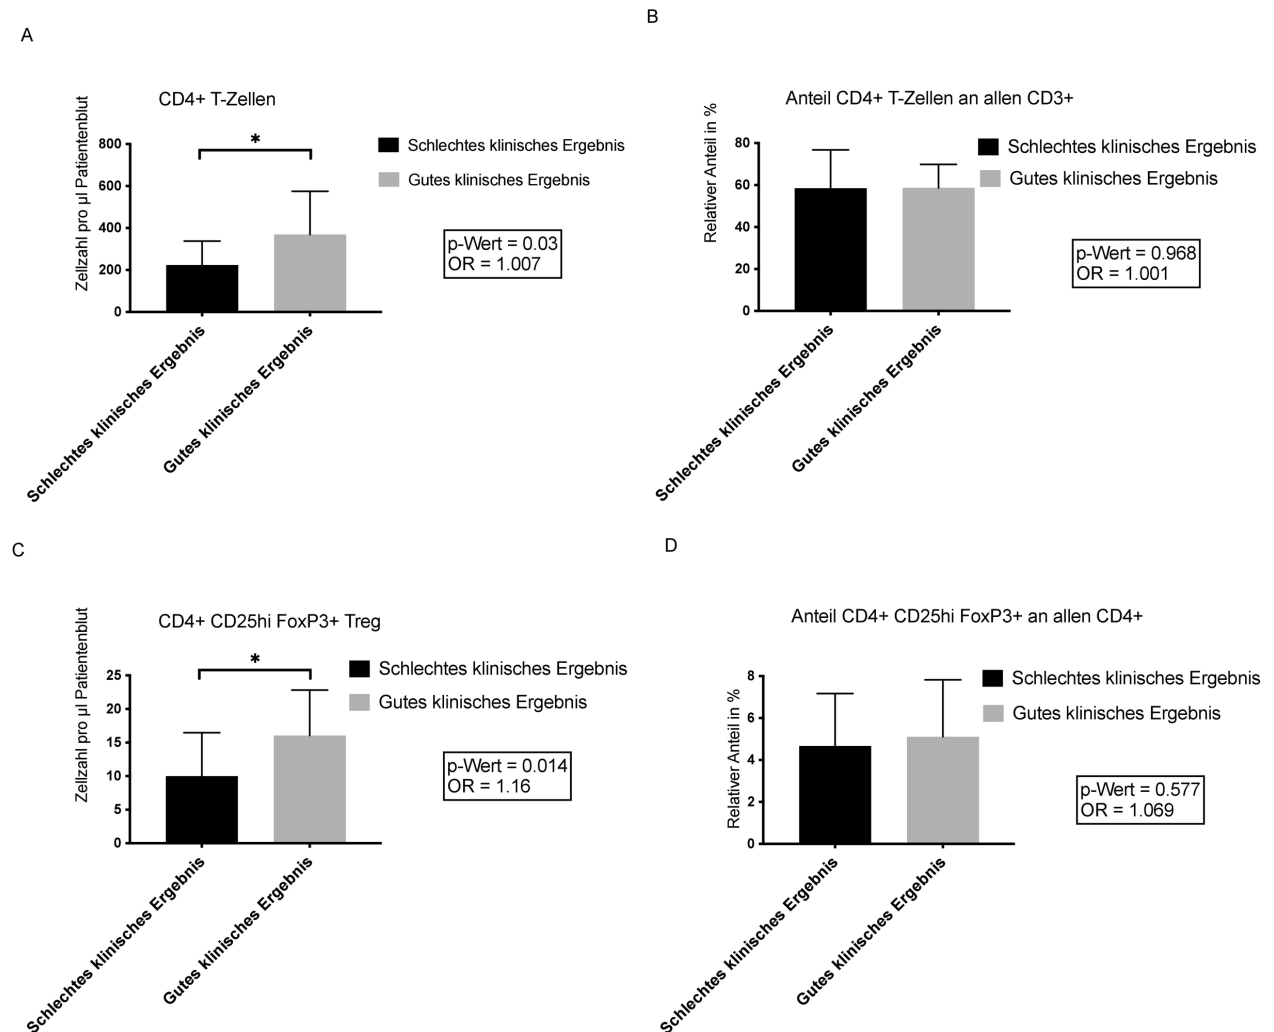 A
CD4+ T-Zellen
Zellzahl pro µl Patientenblut
800
600
400
200
0
*
Schlechtes klinisches Ergebnis
Gutes klinisches Ergebnis
p-Wert = 0.03
OR = 1.007
Schlechtes klinisches Ergebnis
Gutes klinisches Ergebnis
B
Anteil CD4+ T-Zellen an allen CD3+
Relativer Anteil in %
80
60
40
20
0
Schlechtes klinisches Ergebnis
Gutes klinisches Ergebnis
p-Wert = 0.968
OR = 1.001
Schlechtes klinisches Ergebnis
Gutes klinisches Ergebnis
C
CD4+ CD25hi FoxP3+ Treg
Zellzahl pro µl Patientenblut
25
20
15
10
5
0
*
Schlechtes klinisches Ergebnis
Gutes klinisches Ergebnis
p-Wert = 0.014
OR = 1.16
Schlechtes klinisches Ergebnis
Gutes klinisches Ergebnis
D
Anteil CD4+ CD25hi FoxP3+ an allen CD4+
Relativer Anteil in %
8
6
4
2
0
Schlechtes klinisches Ergebnis
Gutes klinisches Ergebnis
p-Wert = 0.577
OR = 1.069
Schlechtes klinisches Ergebnis
Gutes klinisches Ergebnis